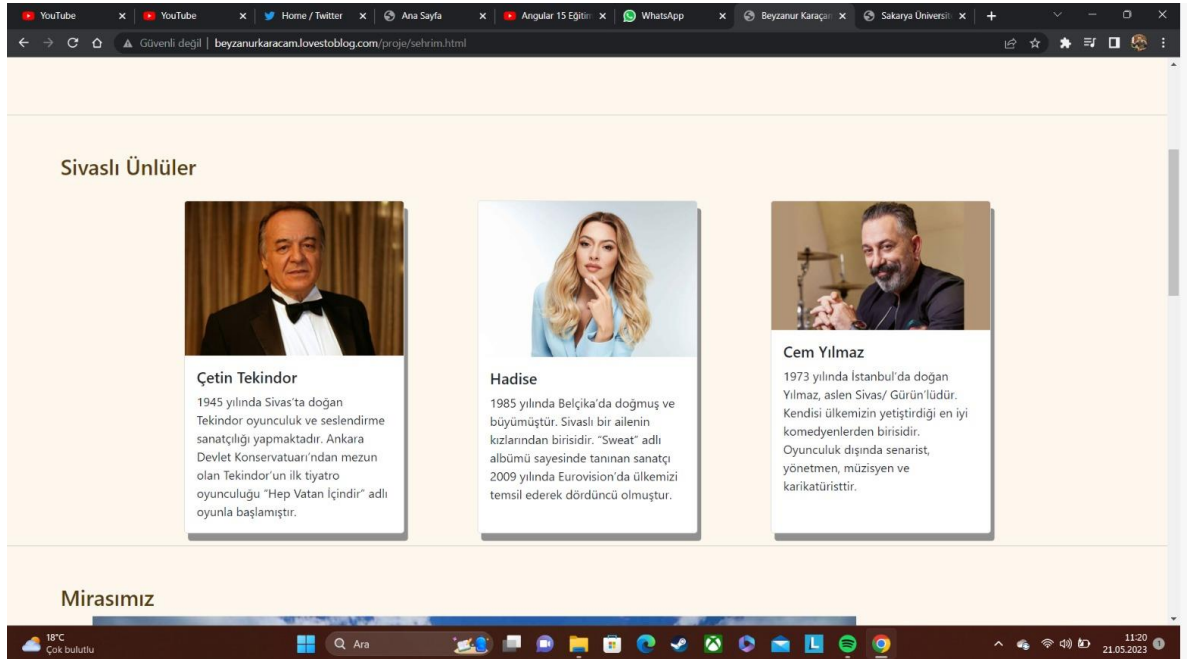 YouTube
YouTube
Home / Twitter
Ana Sayfa
Angular 15 Eğitim
WhatsApp
Beyzanur Karaçam
Sakarya Üniversit
Güvenli değil | beyzanurkaracam.lovestoblog.com/proje/sehrim.html
Sivaslı Ünlüler
Çetin Tekindor
1945 yılında Sivas'ta doğan
Tekindor oyunculuk ve seslendirme
sanatçılığı yapmaktadır. Ankara
Devlet Konservatuarı'ndan mezun
olan Tekindor'un ilk tiyatro
oyunculuğu "Hep Vatan İçindir" adlı
oyunla başlamıştır.
Hadise
1985 yılında Belçika'da doğmuş ve
büyümüştür. Sivaslı bir ailenin
kızlarından birisidir. "Sweat" adlı
albümü sayesinde tanınan sanatçı
2009 yılında Eurovision'da ülkemizi
temsil ederek dördüncü olmuştur.
Cem Yılmaz
1973 yılında İstanbul'da doğan
Yılmaz, aslen Sivas/ Gürün'lüdür.
Kendisi ülkemizin yetiştirdiği en iyi
komedyenlerden birisidir.
Oyunculuk dışında senarist,
yönetmen, müzisyen ve
karikatüristtir.
Mirasımız
18°C
Çok bulutlu
Ara
L
11:20
21.05.2023
1